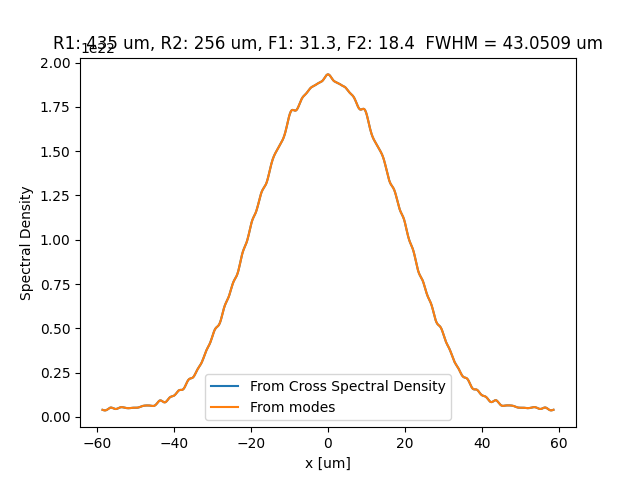 R1: 435 um, R2: 256 um, F1: 31.3, F2: 18.4  FWHM = 43.0509 um
1e22
2.00
1.75
1.50
1.25
1.00
0.75
0.50
0.25
0.00
Spectral Density
From Cross Spectral Density
From modes
−60 −40 −20 0 20 40 60
x [um]